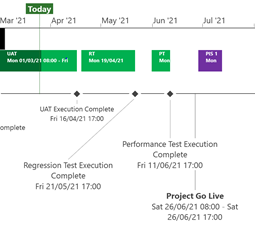 Today
Mar '21 Apr '21 May '21 Jun '21 Jul '21
UAT
Mon 01/03/21 08:00 - Fri
RT
Mon 19/04/21
PT
Mon
PIS 1
Mon
UAT Execution Complete
Fri 16/04/21 17:00
omplete
Performance Test Execution
Complete
Fri 11/06/21 17:00
Regression Test Execution
Complete
Fri 21/05/21 17:00
Project Go Live
Sat 26/06/21 08:00 - Sat
26/06/21 17:00